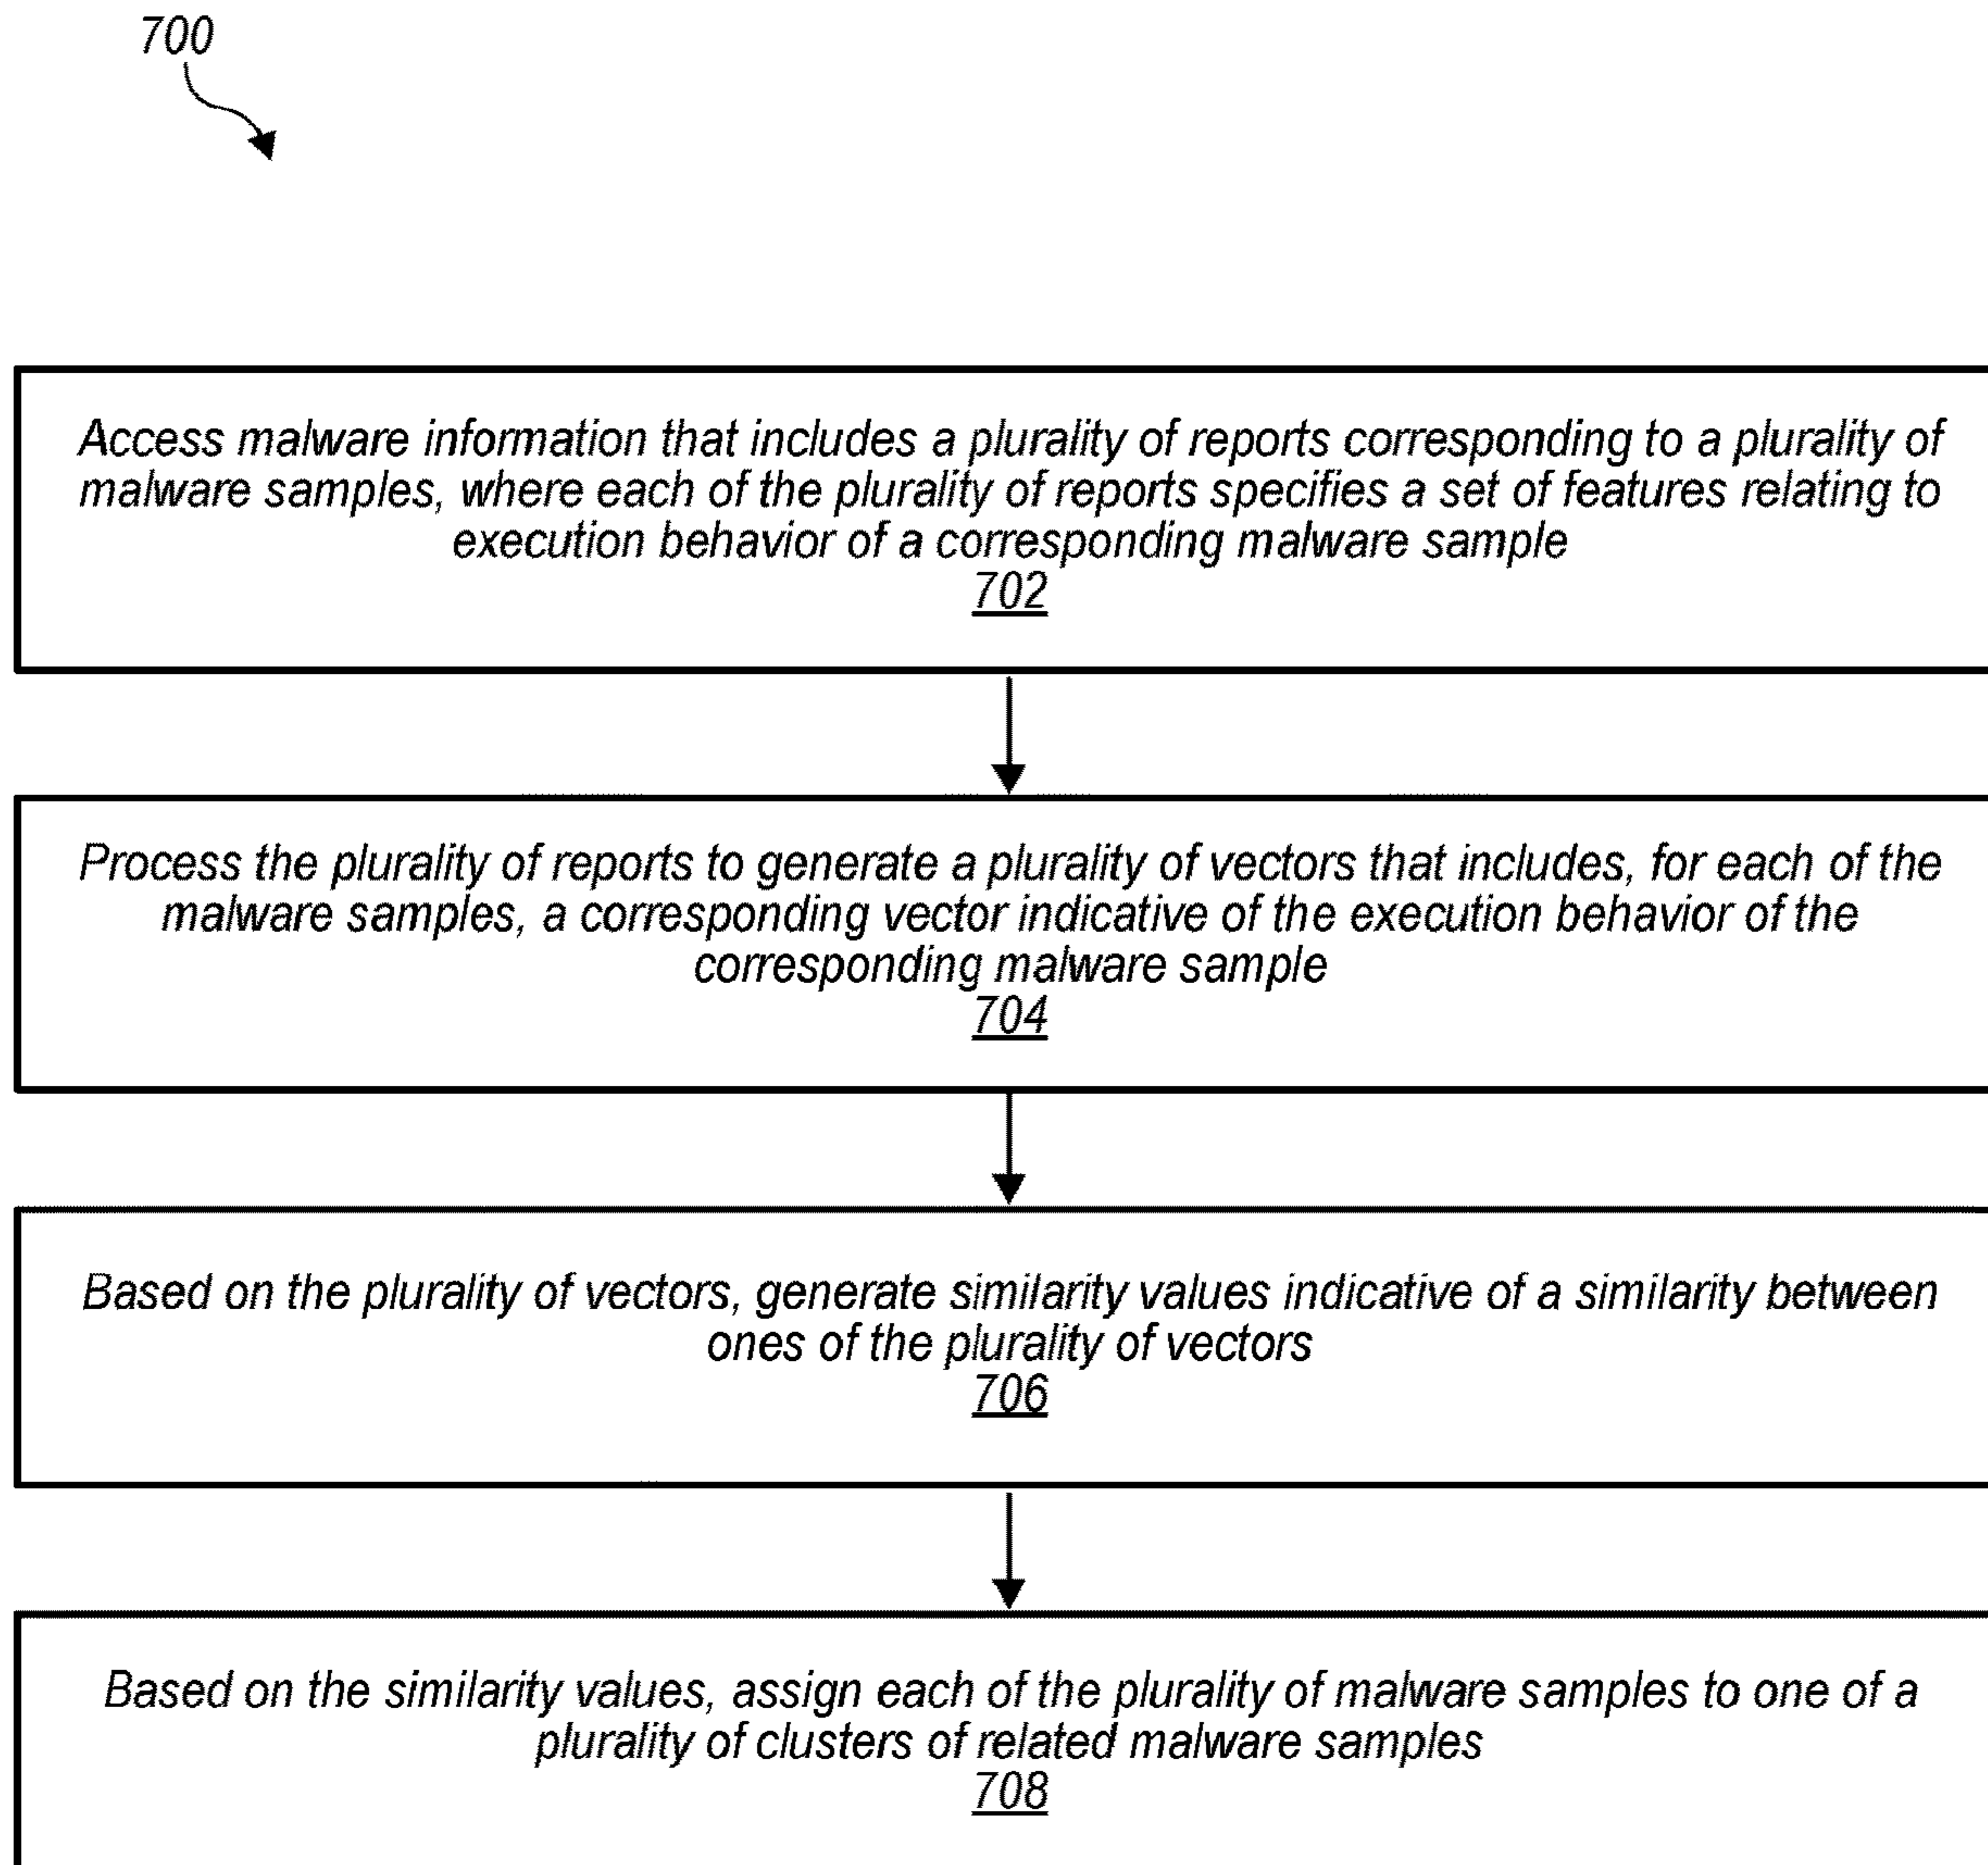 700
Access malware information that includes a plurality of reports corresponding to a plurality of
malware samples, where each of the plurality of reports specifies a set of features relating to
execution behavior of a corresponding malware sample
702
Process the plurality of reports to generate a plurality of vectors that includes, for each of the
malware samples, a corresponding vector indicative of the execution behavior of the
corresponding malware sample
704
Based on the plurality of vectors, generate similarity values indicative of a similarity between
ones of the plurality of vectors
706
Based on the similarity values, assign each of the plurality of malware samples to one of a
plurality of clusters of related malware samples
708